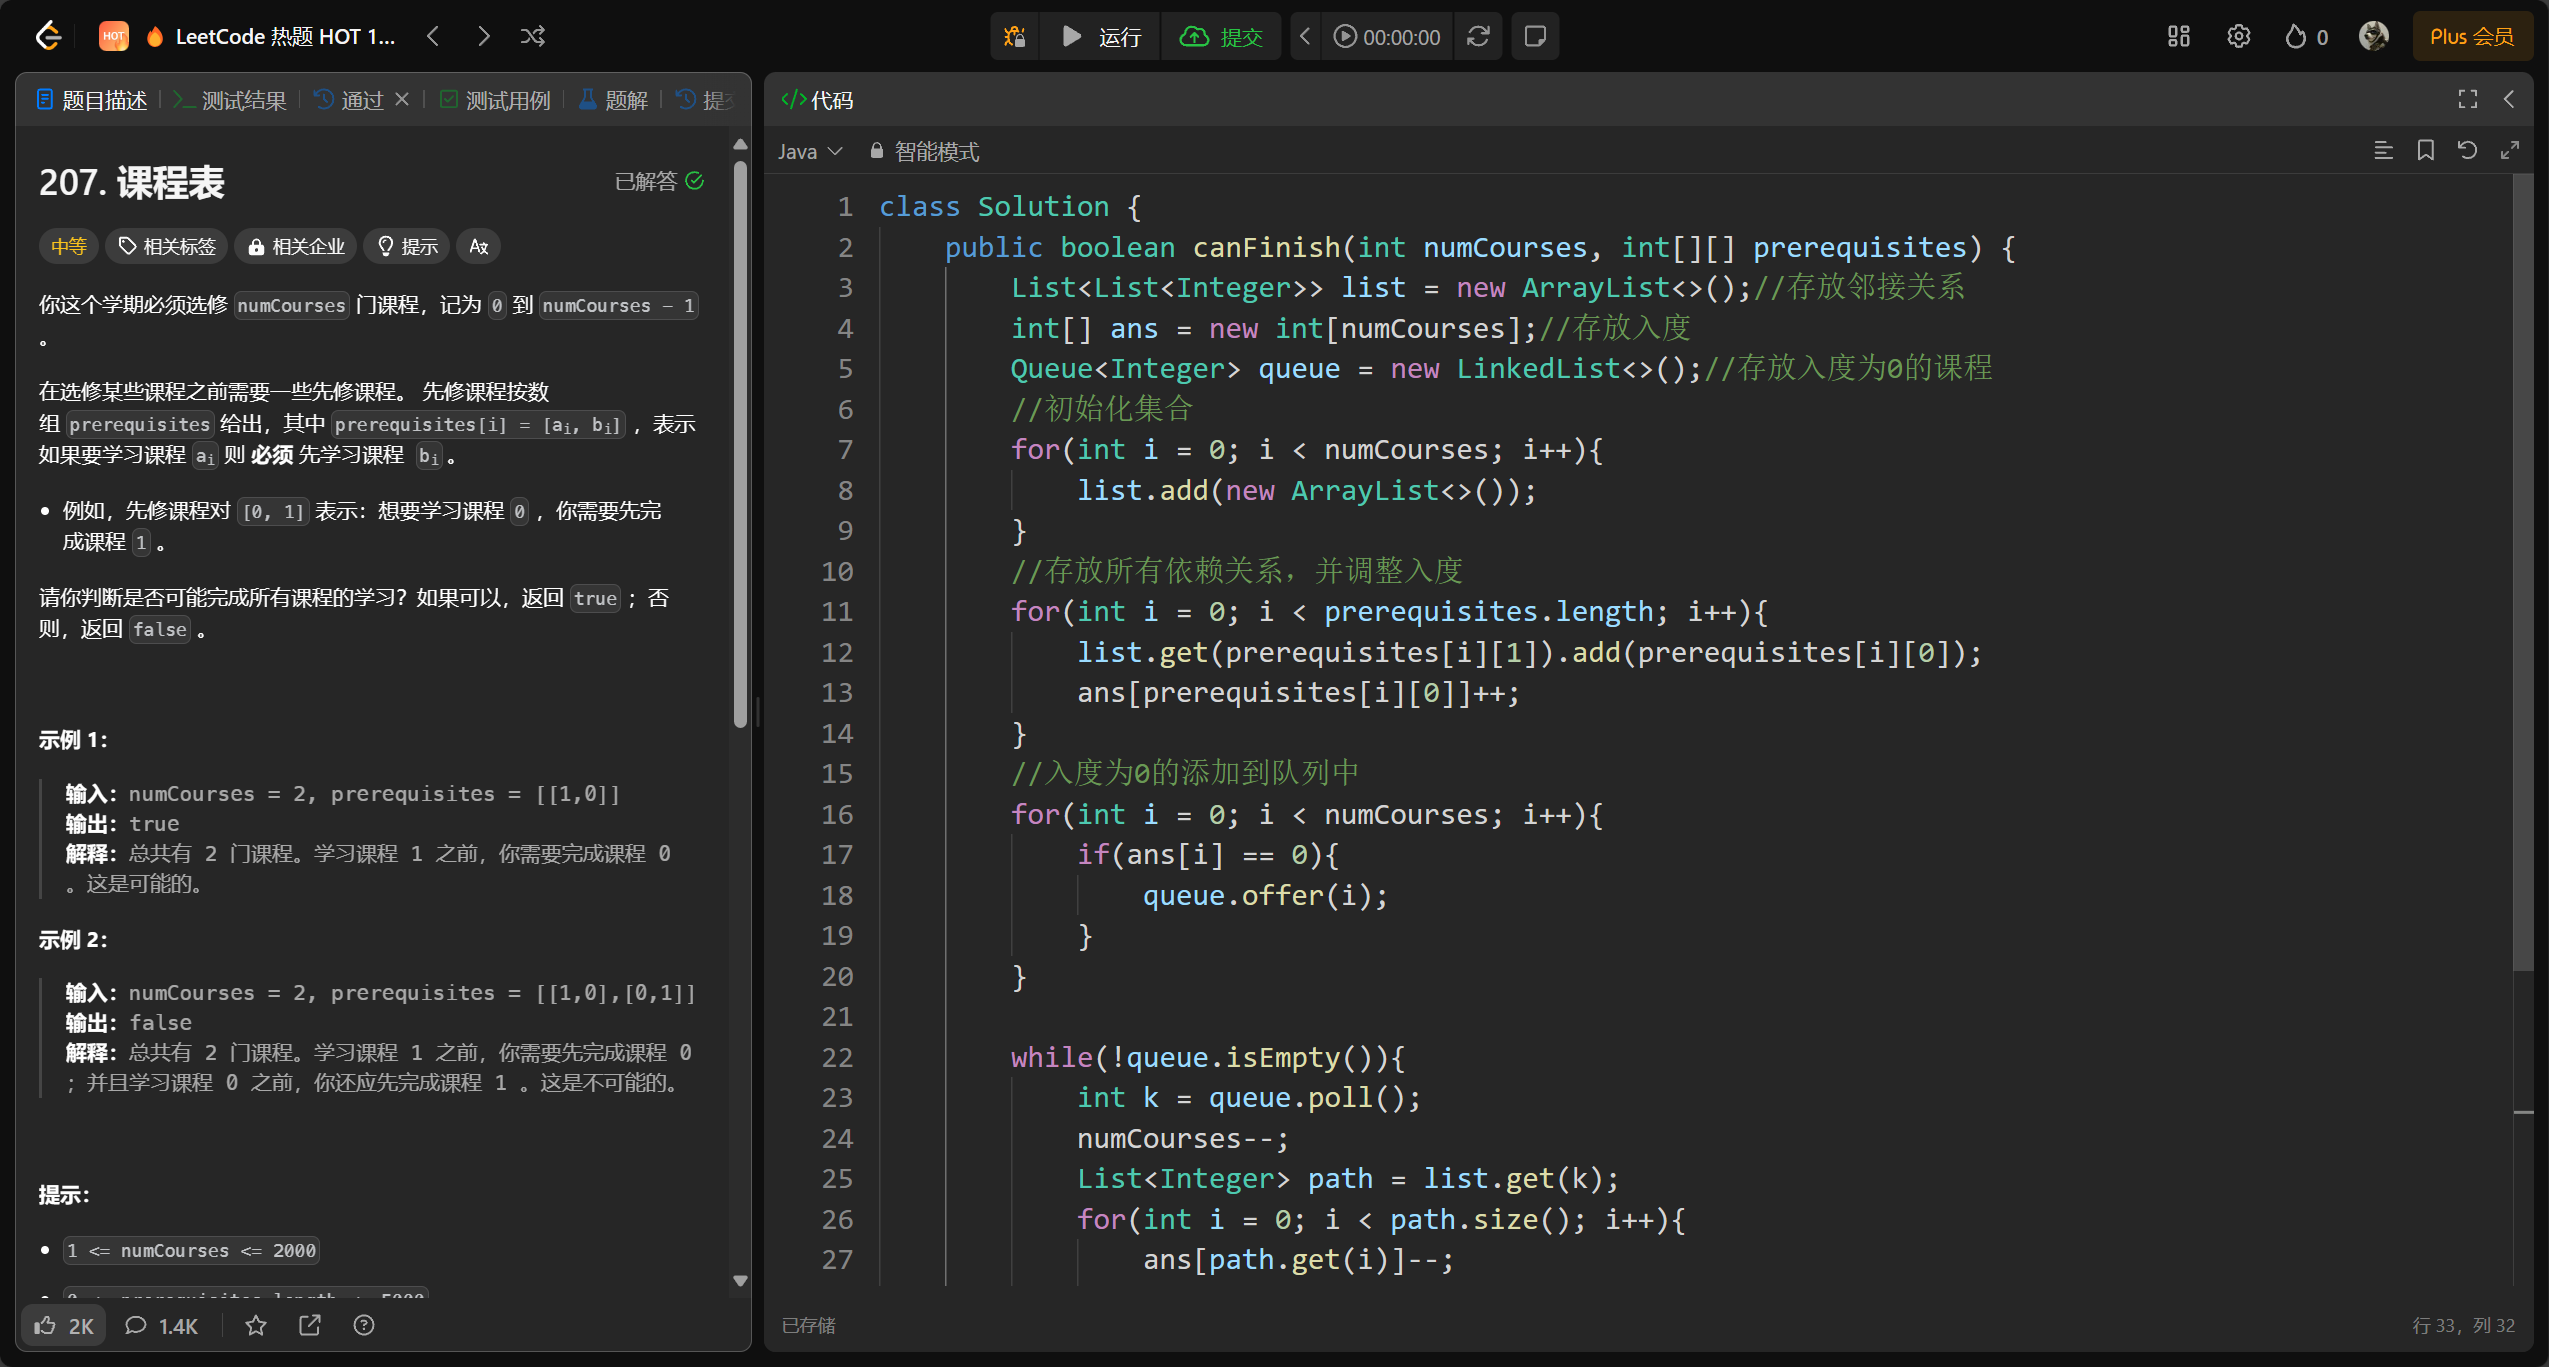 HOT LeetCode 热题 HOT 1...
运行 提交 00:00:00
0 Plus 会员
题目描述 测试结果 通过 测试用例 题解
</>代码
207. 课程表
已解答
中等 相关标签 相关企业 提示
你这个学期必须选修 numCourses 门课程，记为 0 到 numCourses - 1
。
在选修某些课程之前需要一些先修课程。 先修课程按数
组 prerequisites 给出，其中 prerequisites[i] = [ai, bi] ，表示
如果要学习课程 ai 则 必须 先学习课程 bi 。
例如，先修课程对 [0, 1] 表示：想要学习课程 0 ，你需要先完
成课程 1 。
请你判断是否可能完成所有课程的学习？如果可以，返回 true ；否
则，返回 false 。
示例 1：
输入：numCourses = 2, prerequisites = [[1,0]]
输出：true
解释：总共有 2 门课程。学习课程 1 之前，你需要完成课程 0
。这是可能的。
示例 2：
输入：numCourses = 2, prerequisites = [[1,0],[0,1]]
输出：false
解释：总共有 2 门课程。学习课程 1 之前，你需要先完成课程 0
；并且学习课程 0 之前，你还应先完成课程 1 。这是不可能的。
提示：
1 <= numCourses <= 2000
2K 1.4K
Java 智能模式
1 class Solution {
2 public boolean canFinish(int numCourses, int[][] prerequisites) {
3 List<List<Integer>> list = new ArrayList<>();//存放邻接关系
4 int[] ans = new int[numCourses];//存放入度
5 Queue<Integer> queue = new LinkedList<>();//存放入度为0的课程
6 //初始化集合
7 for(int i = 0; i < numCourses; i++){
8 list.add(new ArrayList<>());
9 }
10 //存放所有依赖关系，并调整入度
11 for(int i = 0; i < prerequisites.length; i++){
12 list.get(prerequisites[i][1]).add(prerequisites[i][0]);
13 ans[prerequisites[i][0]]++;
14 }
15 //入度为0的添加到队列中
16 for(int i = 0; i < numCourses; i++){
17 if(ans[i] == 0){
18 queue.offer(i);
19 }
20 }
21
22 while(!queue.isEmpty()){
23 int k = queue.poll();
24 numCourses--;
25 List<Integer> path = list.get(k);
26 for(int i = 0; i < path.size(); i++){
27 ans[path.get(i)]--;
已存储
行 33，列 32